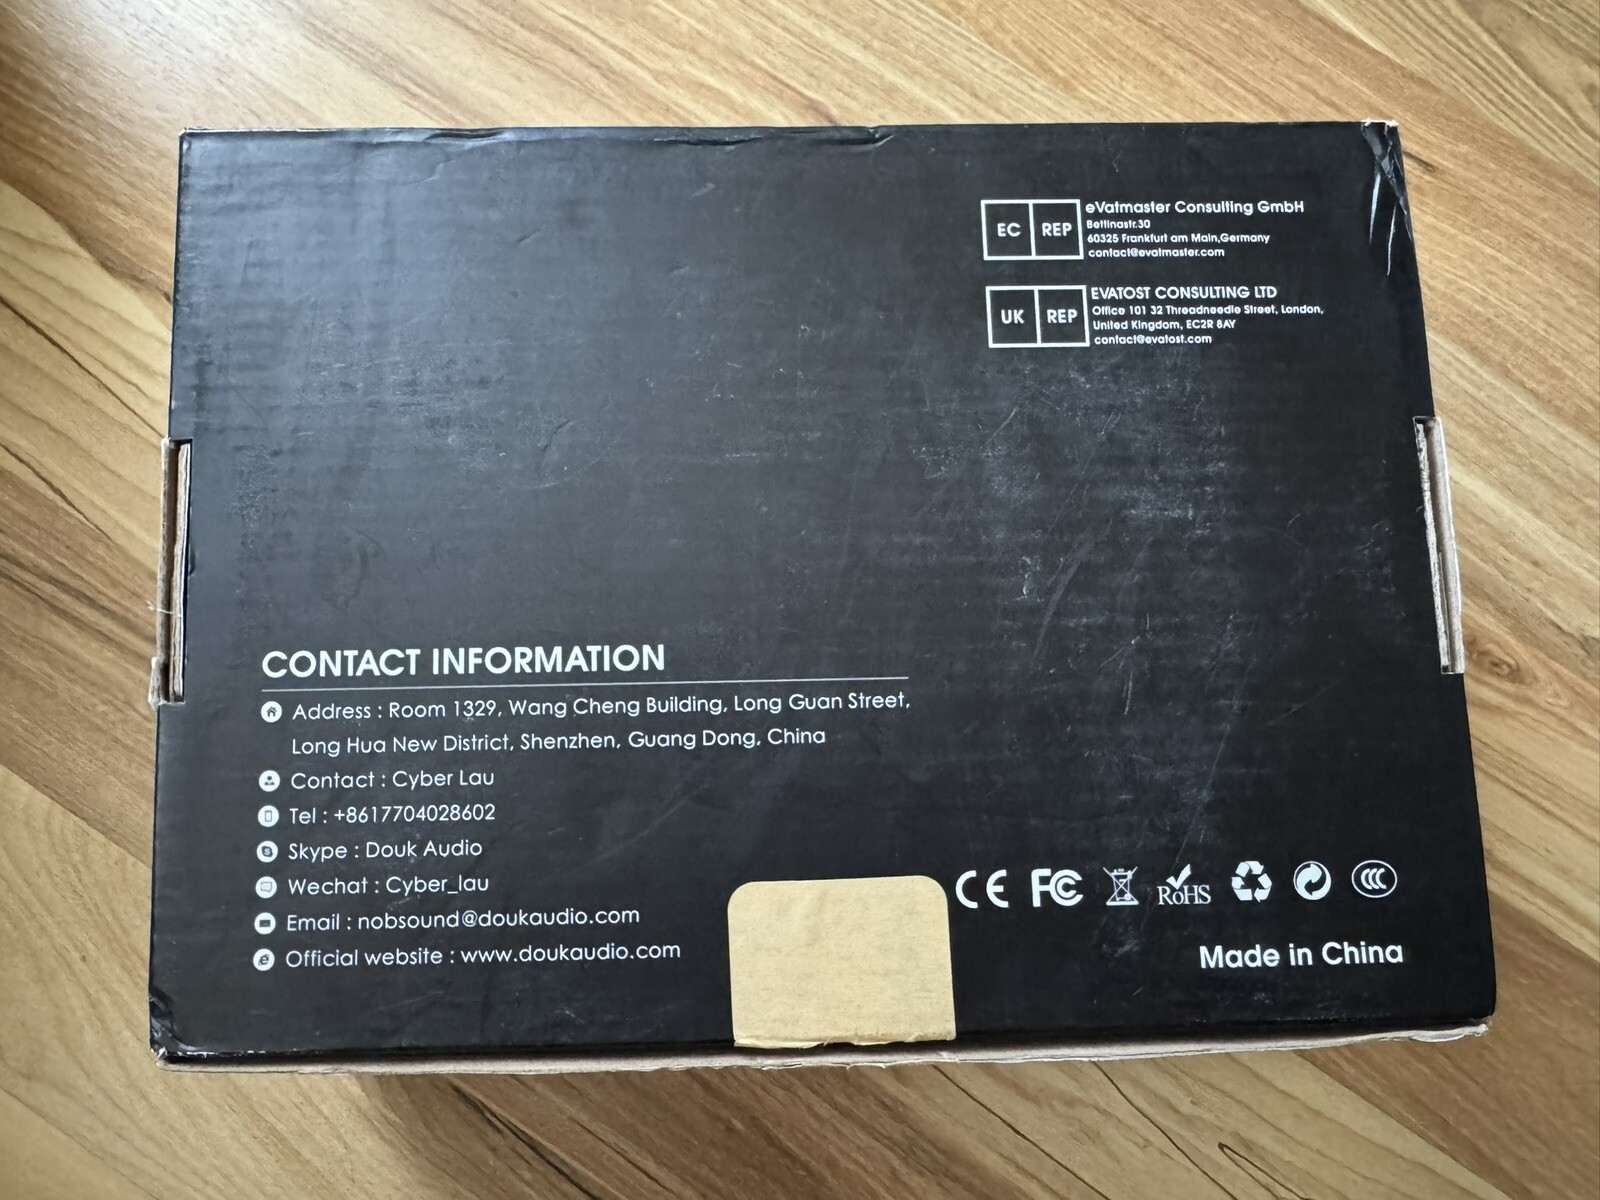 EC REP
eVatmaster Consulting GmbH
Bettinastr.30
60325 Frankfurt am Main,Germany
contact@evatmaster.com
UK REP
EVATOST CONSULTING LTD
Office 101 32 Threadneedle Street, London,
United Kingdom, EC2R 8AY
contact@evatost.com
CONTACT INFORMATION
Address : Room 1329, Wang Cheng Building, Long Guan Street,
Long Hua New District, Shenzhen, Guang Dong, China
Contact : Cyber Lau
Tel : +8617704028602
Skype : Douk Audio
Wechat : Cyber_lau
Email : nobsound@doukaudio.com
Official website : www.doukaudio.com
CE FC RoHS CCC
Made in China